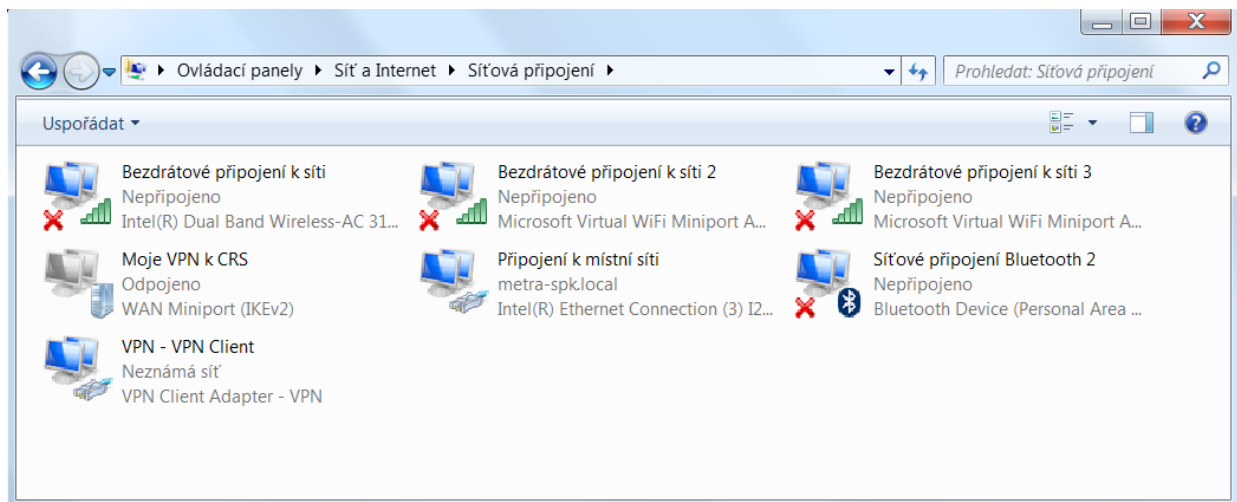 Ovládací panely ▸ Síť a Internet ▸ Síťová připojení ▸
Prohledat: Síťová připojení
Uspořádat
Bezdrátové připojení k síti
Nepřipojeno
Intel(R) Dual Band Wireless-AC 31...
Bezdrátové připojení k síti 2
Nepřipojeno
Microsoft Virtual WiFi Miniport A...
Bezdrátové připojení k síti 3
Nepřipojeno
Microsoft Virtual WiFi Miniport A...
Moje VPN k CRS
Odpojeno
WAN Miniport (IKEv2)
Připojení k místní síti
metra-spk.local
Intel(R) Ethernet Connection (3) I2...
Síťové připojení Bluetooth 2
Nepřipojeno
Bluetooth Device (Personal Area ...
VPN - VPN Client
Neznámá síť
VPN Client Adapter - VPN